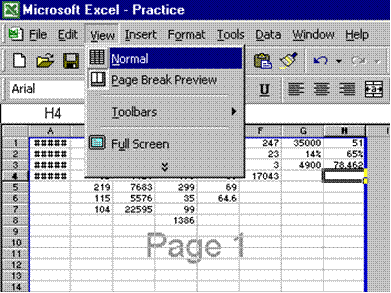 Microsoft Excel - Practice
File Edit View Insert Format Tools Data Window Help
Normal
Page Break Preview
Arial
U
H4
Toolbars
Full Screen
A F G H
1 ##### 247 35000 51
2 ##### 23 14% 65%
3 ##### 3 4900 78.462
4 ##### 17043
5 219 7683 299 69
6 115 5576 35 64.6
7 104 22595 99
8 1386
9
10 Page 1
11
12
13